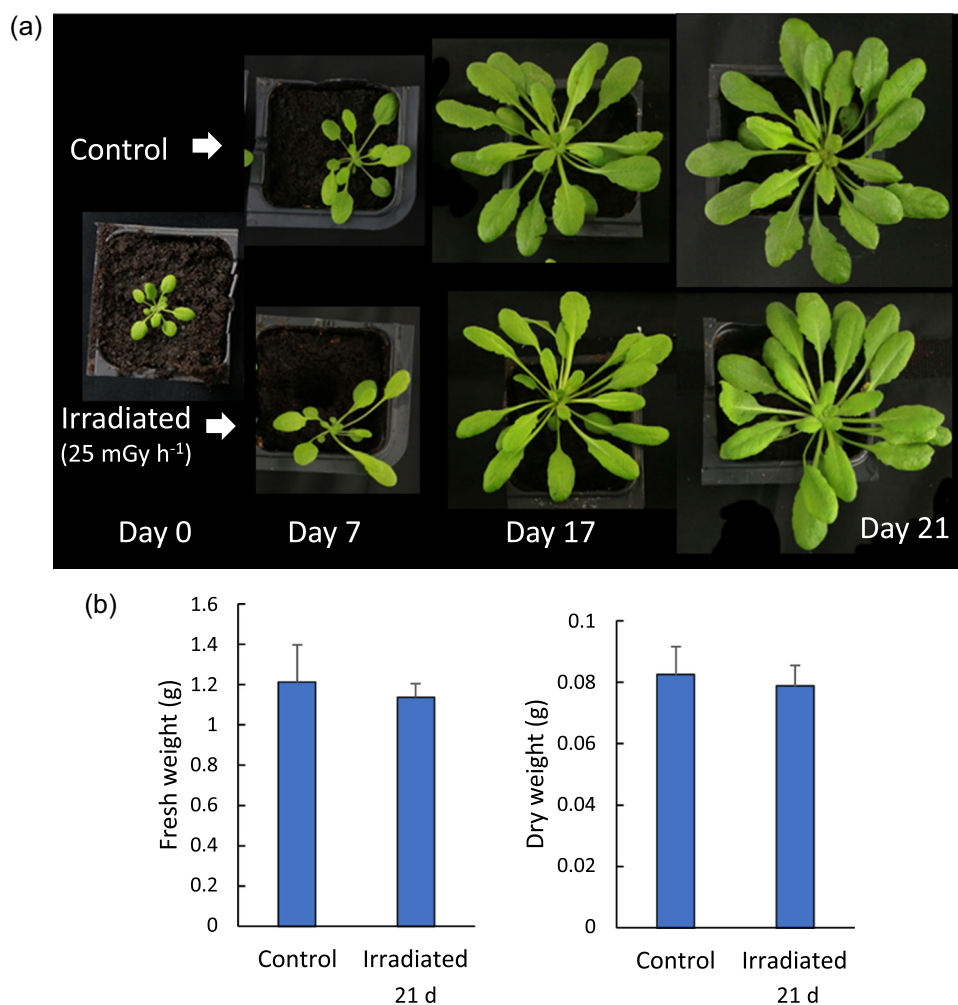 (a)
Control
Irradiated
(25 mGy h⁻¹)
Day 0
Day 7
Day 17
Day 21
(b)
Fresh weight (g)
1.6
1.4
1.2
1
0.8
0.6
0.4
0.2
0
Control
Irradiated
21 d
Dry weight (g)
0.1
0.08
0.06
0.04
0.02
0
Control
Irradiated
21 d